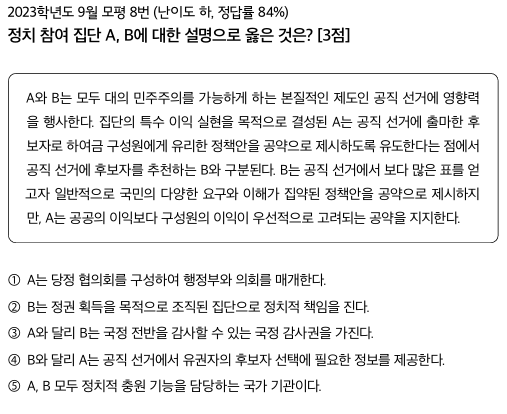 2023학년도 9월 모평 8번 (난이도 하, 정답률 84%)
정치 참여 집단 A, B에 대한 설명으로 옳은 것은? [3점]
A와 B는 모두 대의 민주주의를 가능하게 하는 본질적인 제도인 공직 선거에 영향력
을 행사한다. 집단의 특수 이익 실현을 목적으로 결성된 A는 공직 선거에 출마한 후
보자로 하여금 구성원에게 유리한 정책안을 공약으로 제시하도록 유도한다는 점에서
공직 선거에 후보자를 추천하는 B와 구분된다. B는 공직 선거에서 보다 많은 표를 얻
고자 일반적으로 국민의 다양한 요구와 이해가 집약된 정책안을 공약으로 제시하지
만, A는 공공의 이익보다 구성원의 이익이 우선적으로 고려되는 공약을 지지한다.
① A는 당정 협의회를 구성하여 행정부와 의회를 매개한다.
② B는 정권 획득을 목적으로 조직된 집단으로 정치적 책임을 진다.
③ A와 달리 B는 국정 전반을 감사할 수 있는 국정 감사권을 가진다.
④ B와 달리 A는 공직 선거에서 유권자의 후보자 선택에 필요한 정보를 제공한다.
⑤ A, B 모두 정치적 충원 기능을 담당하는 국가 기관이다.